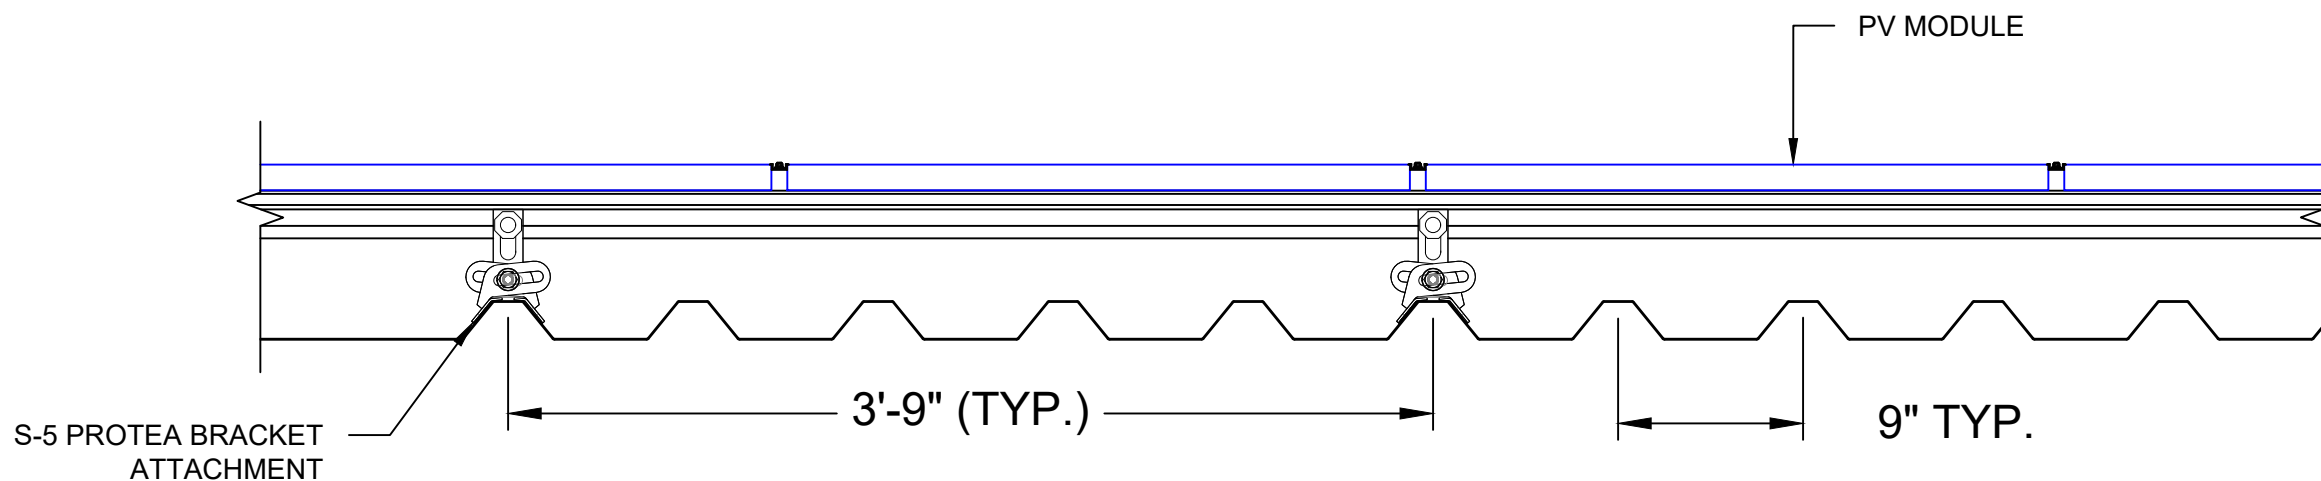 PV MODULE
3'-9" (TYP.)
9" TYP.
S-5 PROTEA BRACKET
ATTACHMENT